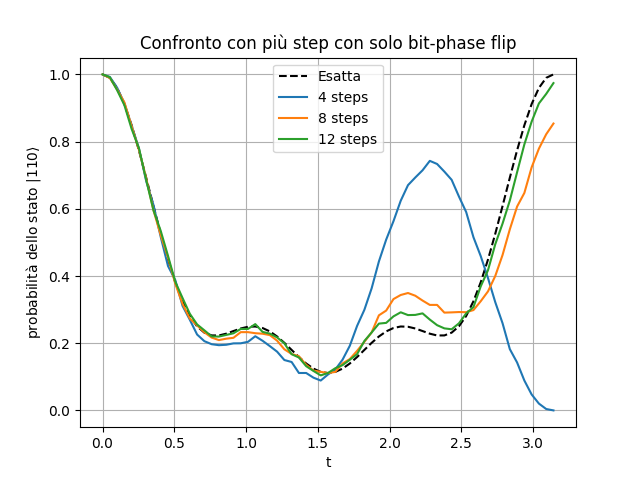 Confronto con più step con solo bit-phase flip
probabilità dello stato |110⟩
1.0
0.8
0.6
0.4
0.2
0.0
Esatta
4 steps
8 steps
12 steps
0.0 0.5 1.0 1.5 2.0 2.5 3.0
t